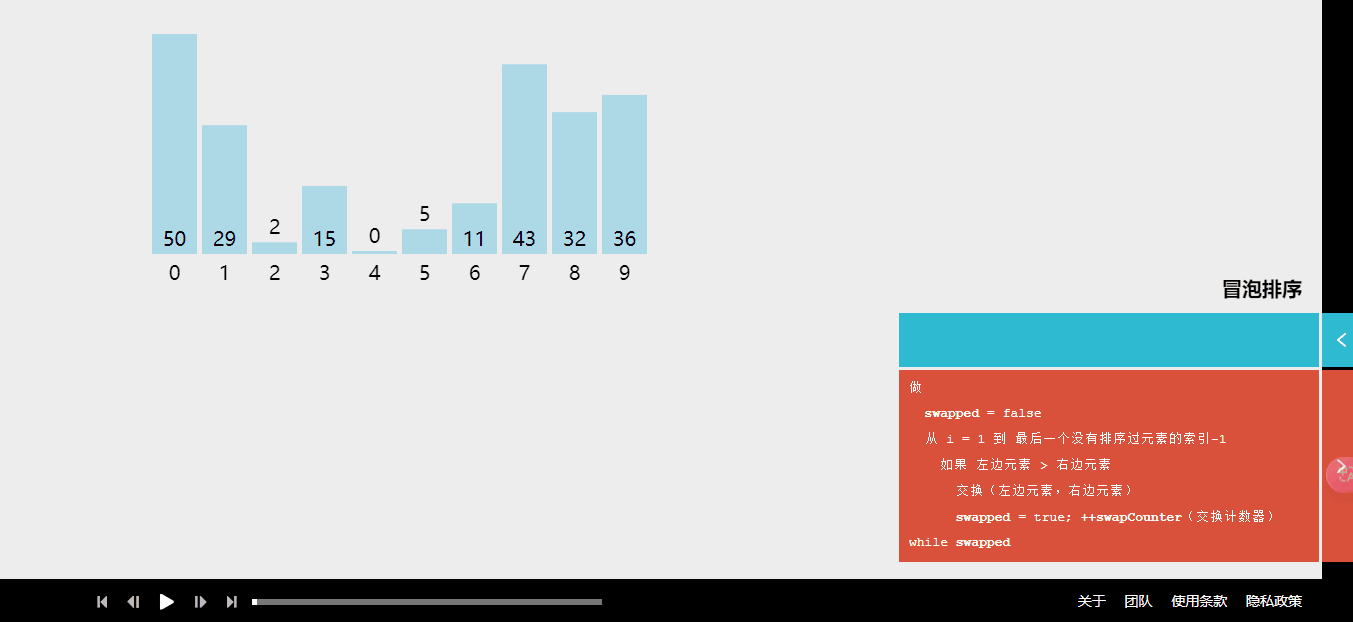 2
0
5
50 29 15 11 43 32 36
0 1 2 3 4 5 6 7 8 9
冒泡排序
做
swapped = false
从 i = 1 到 最后一个没有排序过元素的索引-1
如果 左边元素 > 右边元素
交换（左边元素，右边元素）
swapped = true; ++swapCounter（交换计数器）
while swapped
关于 团队 使用条款 隐私政策